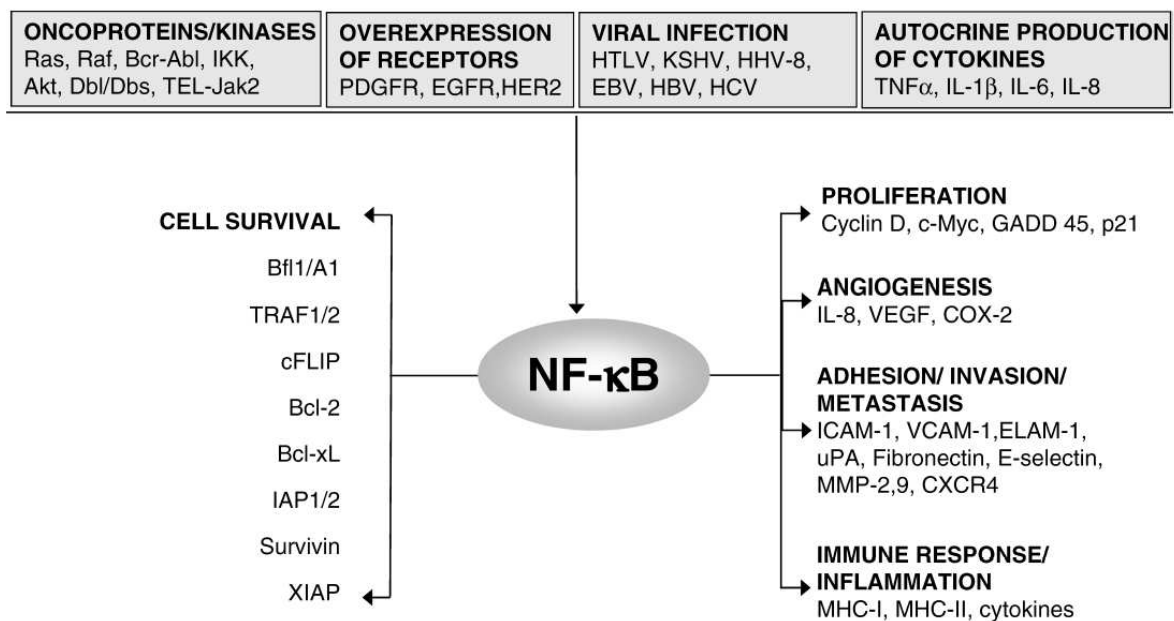 ONCOPROTEINS/KINASES
Ras, Raf, Bcr-Abl, IKK,
Akt, Dbl/Dbs, TEL-Jak2
OVEREXPRESSION
OF RECEPTORS
PDGFR, EGFR,HER2
VIRAL INFECTION
HTLV, KSHV, HHV-8,
EBV, HBV, HCV
AUTOCRINE PRODUCTION
OF CYTOKINES
TNFα, IL-1β, IL-6, IL-8
CELL SURVIVAL
Bfl1/A1
TRAF1/2
cFLIP
Bcl-2
Bcl-xL
IAP1/2
Survivin
XIAP
NF-κB
PROLIFERATION
Cyclin D, c-Myc, GADD 45, p21
ANGIOGENESIS
IL-8, VEGF, COX-2
ADHESION/ INVASION/
METASTASIS
ICAM-1, VCAM-1,ELAM-1,
uPA, Fibronectin, E-selectin,
MMP-2,9, CXCR4
IMMUNE RESPONSE/
INFLAMMATION
MHC-I, MHC-II, cytokines